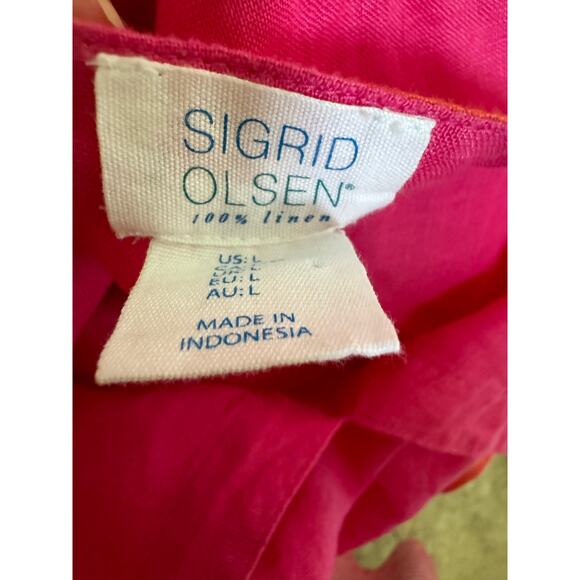 SIGRID
OLSEN®
100% linen
US: L
EU: L
AU: L
MADE IN
INDONESIA